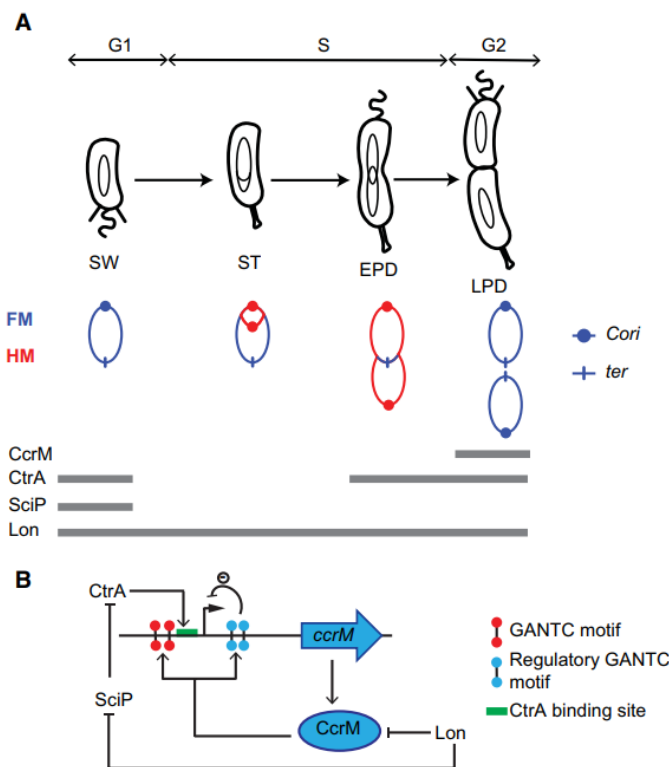 A
G1 S G2
SW ST EPD LPD
FM
HM
Cori
ter
CcrM
CtrA
SciP
Lon
B
CtrA
-
ccrM
SciP
CcrM
Lon
GANTC motif
Regulatory GANTC
motif
CtrA binding site